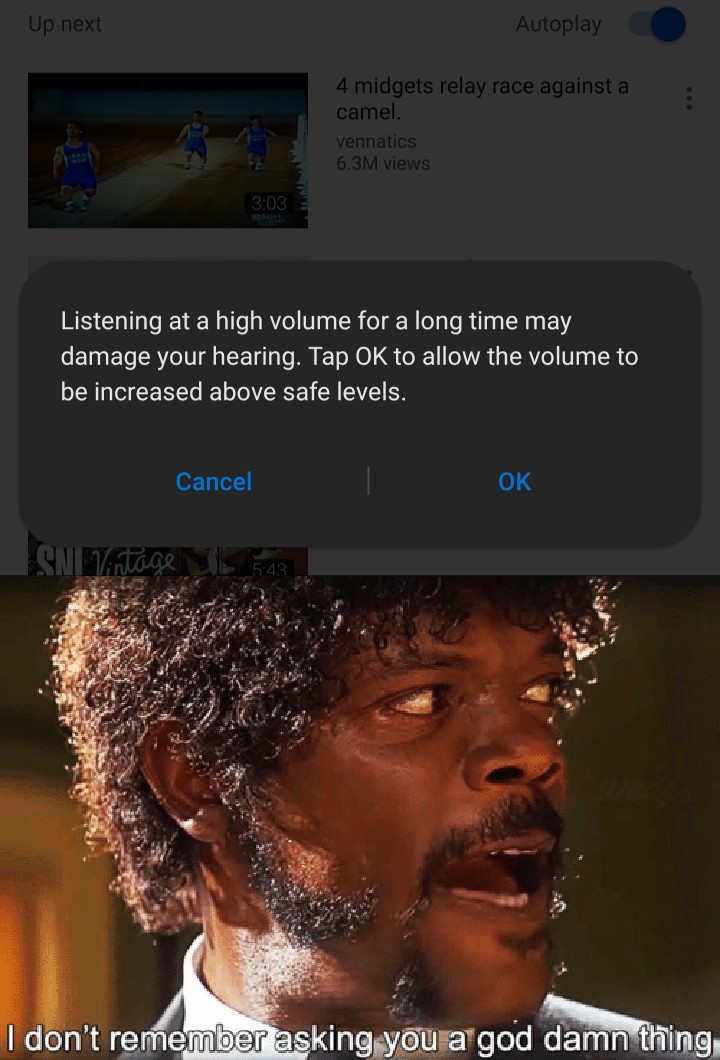 Up next
Autoplay
4 midgets relay race against a
camel.
vennatics
6.3M views
3:03
Listening at a high volume for a long time may
damage your hearing. Tap OK to allow the volume to
be increased above safe levels.
Cancel
OK
SNL Vintage
5:43
I don't remember asking you a god damn thing